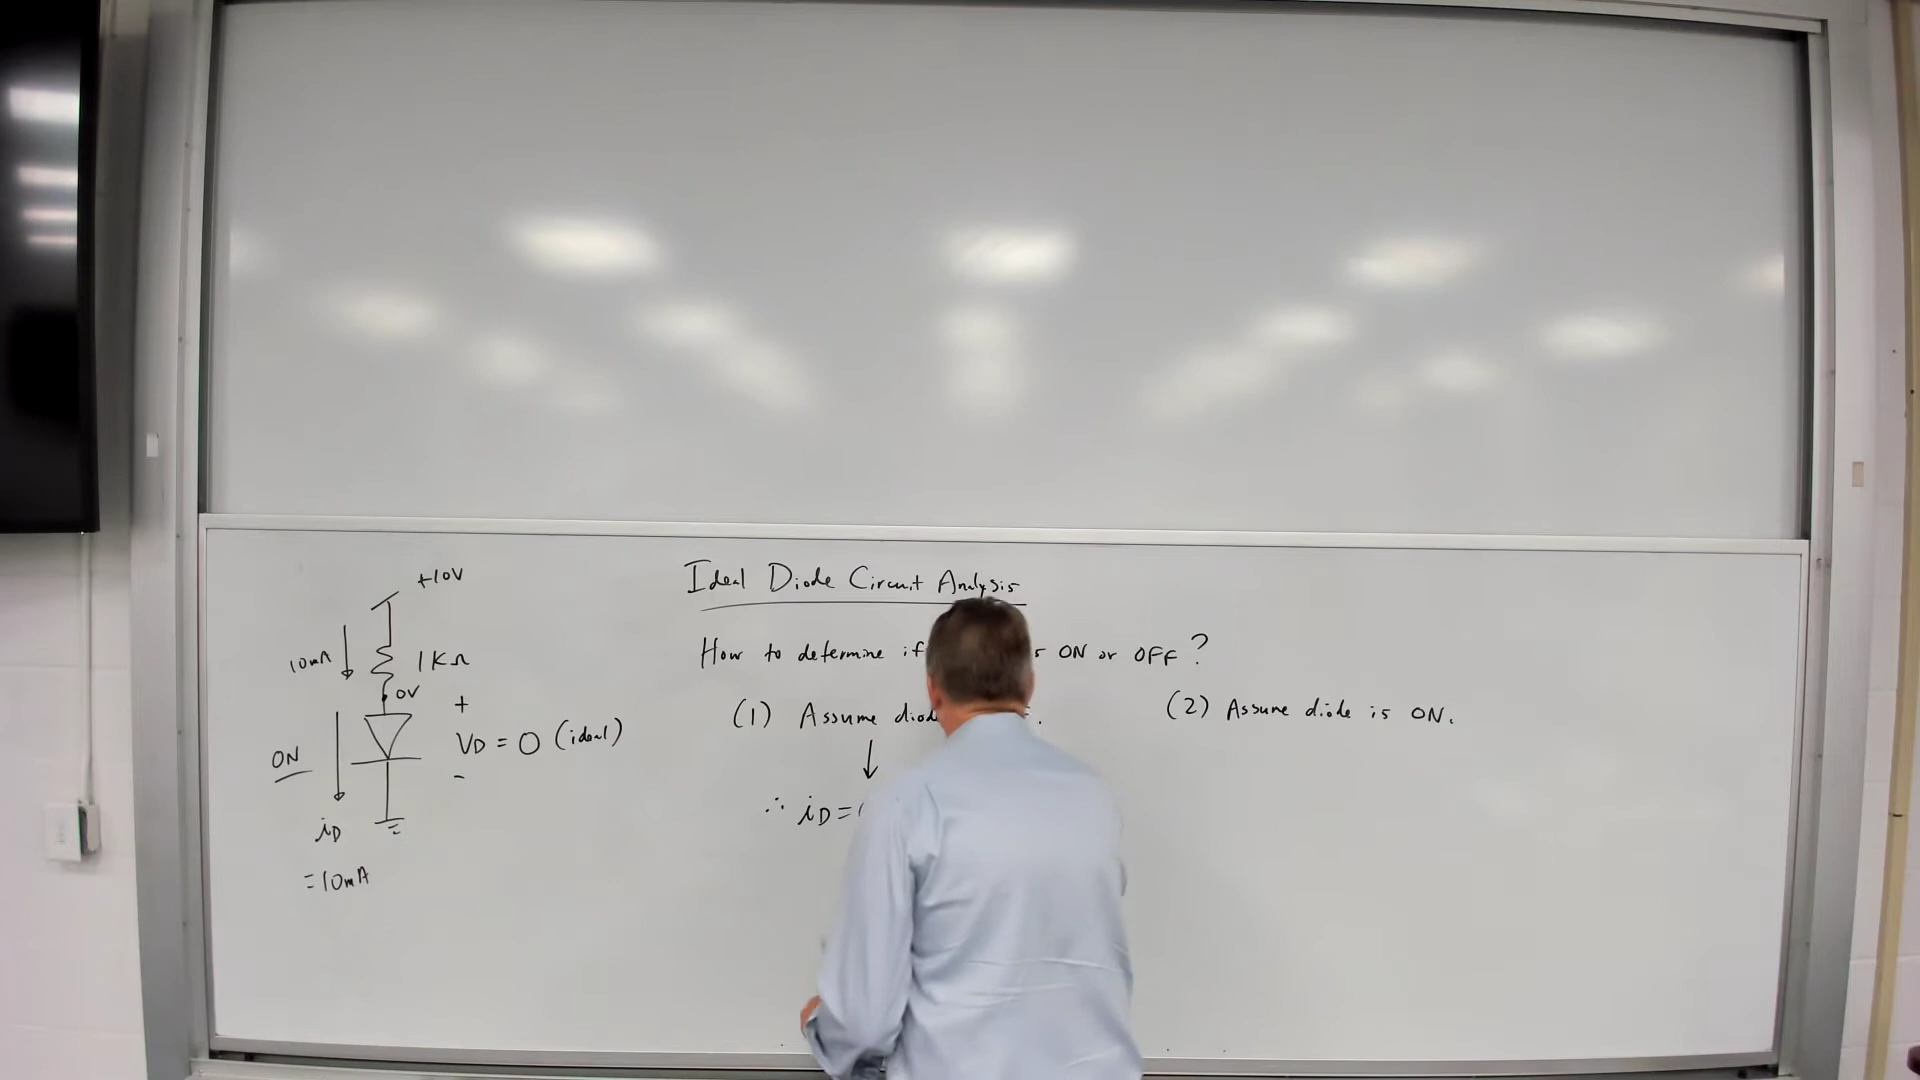 +10V
10mA
1KΩ
0V
+
VD = 0 (ideal)
-
ON
iD
=10mA
Ideal Diode Circuit Analysis
How to determine if ON or OFF ?
(1) Assume
∴ iD=
(2) Assume diode is ON.